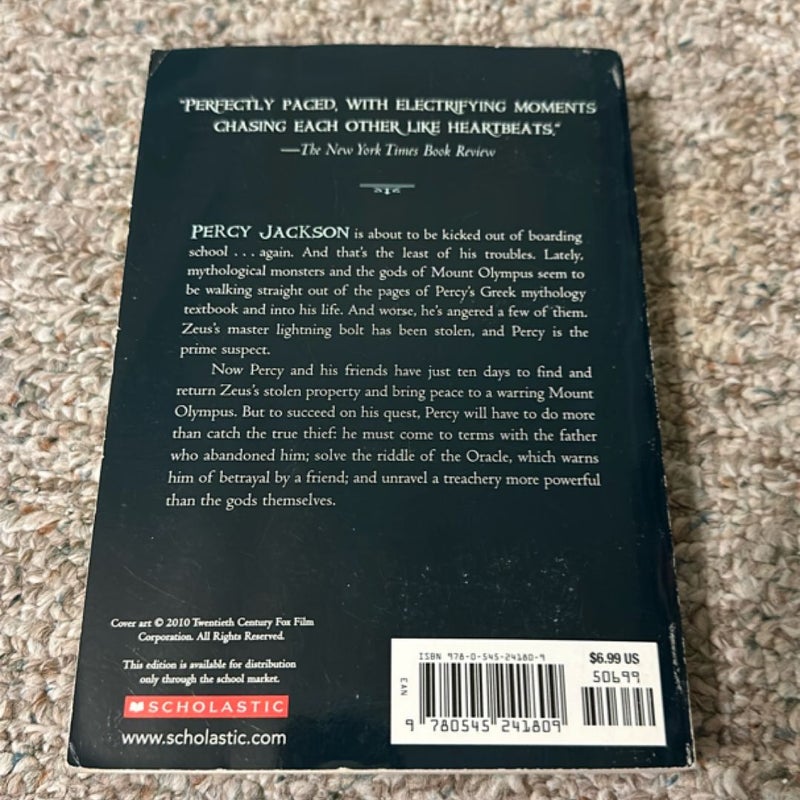 "PERFECTLY PACED, WITH ELECTRIFYING MOMENTS
CHASING EACH OTHER LIKE HEARTBEATS."
—The New York Times Book Review
PERCY JACKSON is about to be kicked out of boarding
school . . . again. And that's the least of his troubles. Lately,
mythological monsters and the gods of Mount Olympus seem to
be walking straight out of the pages of Percy's Greek mythology
textbook and into his life. And worse, he's angered a few of them.
Zeus's master lightning bolt has been stolen, and Percy is the
prime suspect.
Now Percy and his friends have just ten days to find and
return Zeus's stolen property and bring peace to a warring Mount
Olympus. But to succeed on his quest, Percy will have to do more
than catch the true thief: he must come to terms with the father
who abandoned him; solve the riddle of the Oracle, which warns
him of betrayal by a friend; and unravel a treachery more powerful
than the gods themselves.
Cover art © 2010 Twentieth Century Fox Film
Corporation. All Rights Reserved.
This edition is available for distribution
only through the school market.
SCHOLASTIC
www.scholastic.com
ISBN 978-0-545-24180-9
EAN
9 780545 241809
$6.99 US
50699